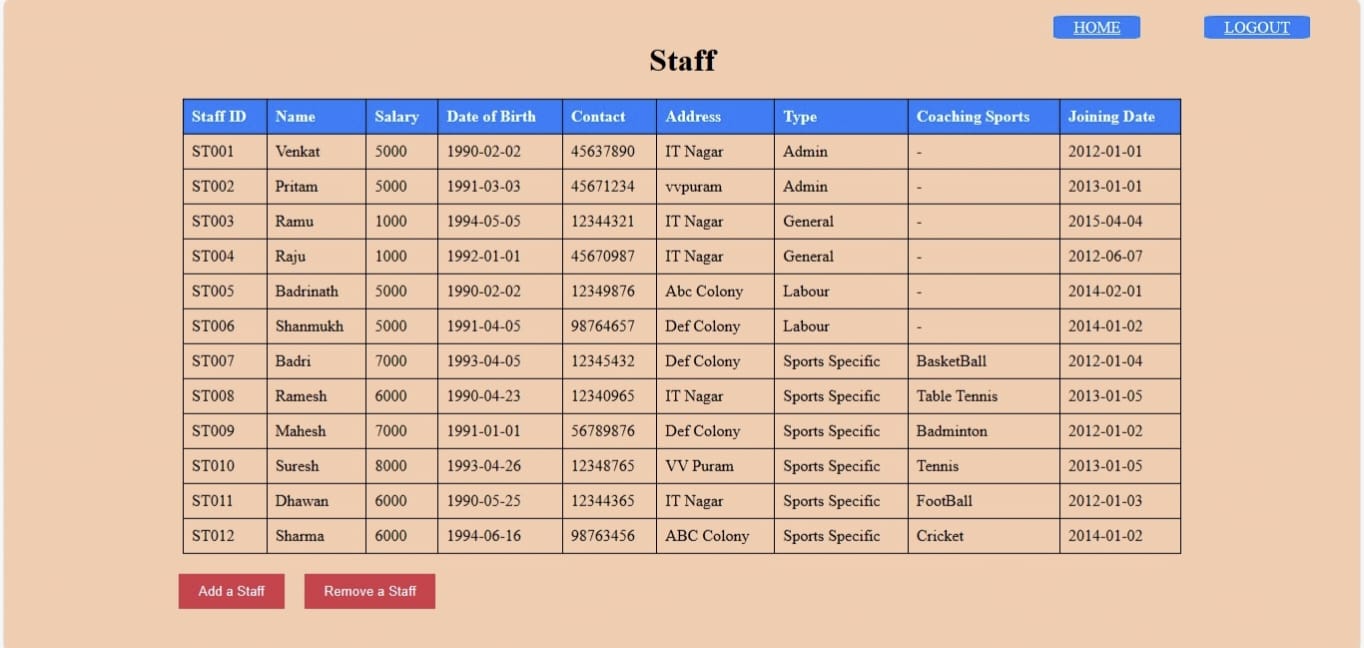 HOME LOGOUT
Staff
Staff ID Name Salary Date of Birth Contact Address Type Coaching Sports Joining Date
ST001 Venkat 5000 1990-02-02 45637890 IT Nagar Admin - 2012-01-01
ST002 Pritam 5000 1991-03-03 45671234 vvpuram Admin - 2013-01-01
ST003 Ramu 1000 1994-05-05 12344321 IT Nagar General - 2015-04-04
ST004 Raju 1000 1992-01-01 45670987 IT Nagar General - 2012-06-07
ST005 Badrinath 5000 1990-02-02 12349876 Abc Colony Labour - 2014-02-01
ST006 Shanmukh 5000 1991-04-05 98764657 Def Colony Labour - 2014-01-02
ST007 Badri 7000 1993-04-05 12345432 Def Colony Sports Specific BasketBall 2012-01-04
ST008 Ramesh 6000 1990-04-23 12340965 IT Nagar Sports Specific Table Tennis 2013-01-05
ST009 Mahesh 7000 1991-01-01 56789876 Def Colony Sports Specific Badminton 2012-01-02
ST010 Suresh 8000 1993-04-26 12348765 VV Puram Sports Specific Tennis 2013-01-05
ST011 Dhawan 6000 1990-05-25 12344365 IT Nagar Sports Specific FootBall 2012-01-03
ST012 Sharma 6000 1994-06-16 98763456 ABC Colony Sports Specific Cricket 2014-01-02
Add a Staff Remove a Staff